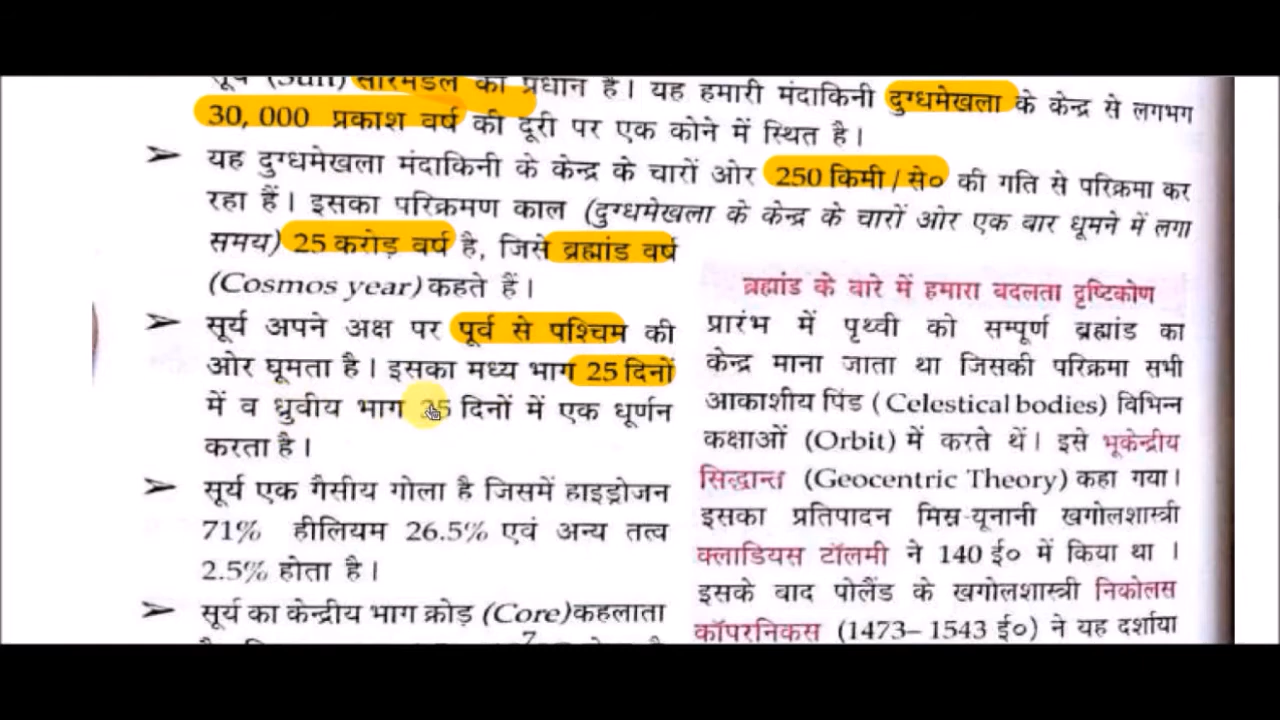 सूर्य (Sun) सौरमंडल का प्रधान है। यह हमारी मंदाकिनी दुग्धमेखला के केन्द्र से लगभग
30, 000 प्रकाश वर्ष की दूरी पर एक कोने में स्थित है।
➢ यह दुग्धमेखला मंदाकिनी के केन्द्र के चारों ओर 250 किमी / से० की गति से परिक्रमा कर
रहा हैं। इसका परिक्रमण काल (दुग्धमेखला के केन्द्र के चारों ओर एक बार धूमने में लगा
समय) 25 करोड़ वर्ष है, जिसे ब्रह्मांड वर्ष
(Cosmos year) कहते हैं।
➢ सूर्य अपने अक्ष पर पूर्व से पश्चिम की
ओर घूमता है। इसका मध्य भाग 25 दिनों
में व ध्रुवीय भाग 35 दिनों में एक धूर्णन
करता है।
➢ सूर्य एक गैसीय गोला है जिसमें हाइड्रोजन
71% हीलियम 26.5% एवं अन्य तत्व
2.5% होता है।
➢ सूर्य का केन्द्रीय भाग क्रोड़ (Core) कहलाता
ब्रह्मांड के बारे में हमारा बदलता दृष्टिकोण
प्रारंभ में पृथ्वी को सम्पूर्ण ब्रह्मांड का
केन्द्र माना जाता था जिसकी परिक्रमा सभी
आकाशीय पिंड ( Celestical bodies) विभिन्न
कक्षाओं (Orbit) में करते थें। इसे भूकेन्द्रीय
सिद्धान्त (Geocentric Theory) कहा गया।
इसका प्रतिपादन मिस्र-यूनानी खगोलशास्त्री
क्लाडियस टॉलमी ने 140 ई० में किया था ।
इसके बाद पोलैंड के खगोलशास्त्री निकोलस
कॉपरनिकस (1473– 1543 ई०) ने यह दर्शाया